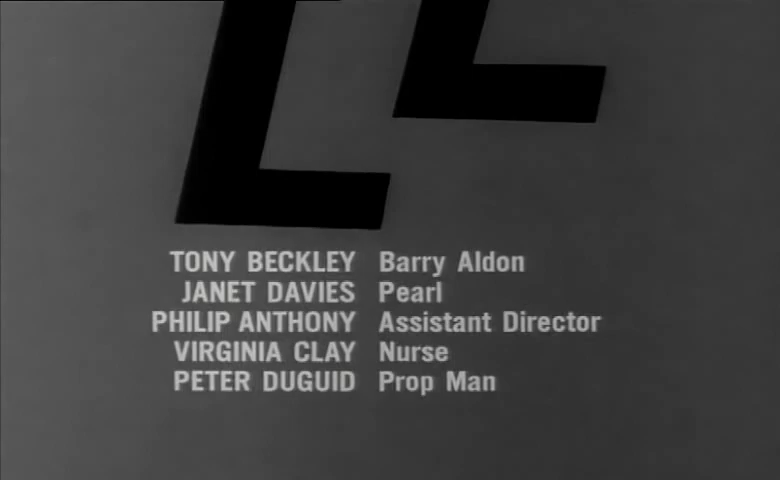 TONY BECKLEY Barry Aldon
JANET DAVIES Pearl
PHILIP ANTHONY Assistant Director
VIRGINIA CLAY Nurse
PETER DUGUID Prop Man